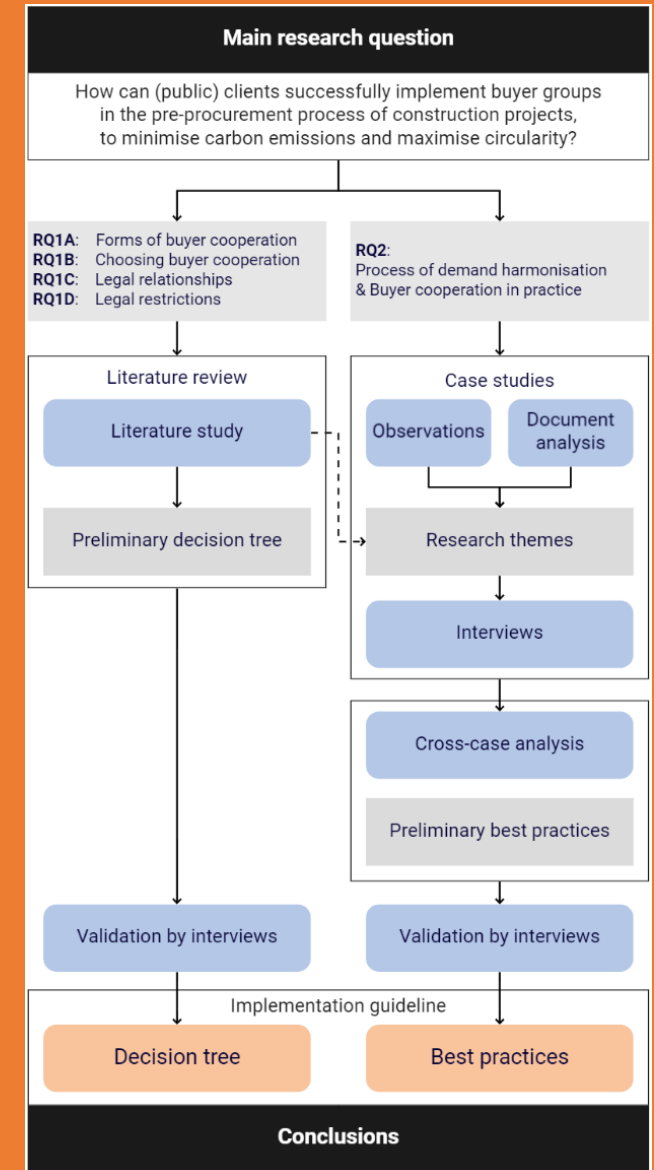 Main research question
How can (public) clients successfully implement buyer groups
in the pre-procurement process of construction projects,
to minimise carbon emissions and maximise circularity?
RQ1A: Forms of buyer cooperation
RQ1B: Choosing buyer cooperation
RQ1C: Legal relationships
RQ1D: Legal restrictions
RQ2:
Process of demand harmonisation
& Buyer cooperation in practice
Literature review
Literature study
Preliminary decision tree
Case studies
Observations
Document
analysis
Research themes
Interviews
Cross-case analysis
Preliminary best practices
Validation by interviews
Validation by interviews
Implementation guideline
Decision tree
Best practices
Conclusions